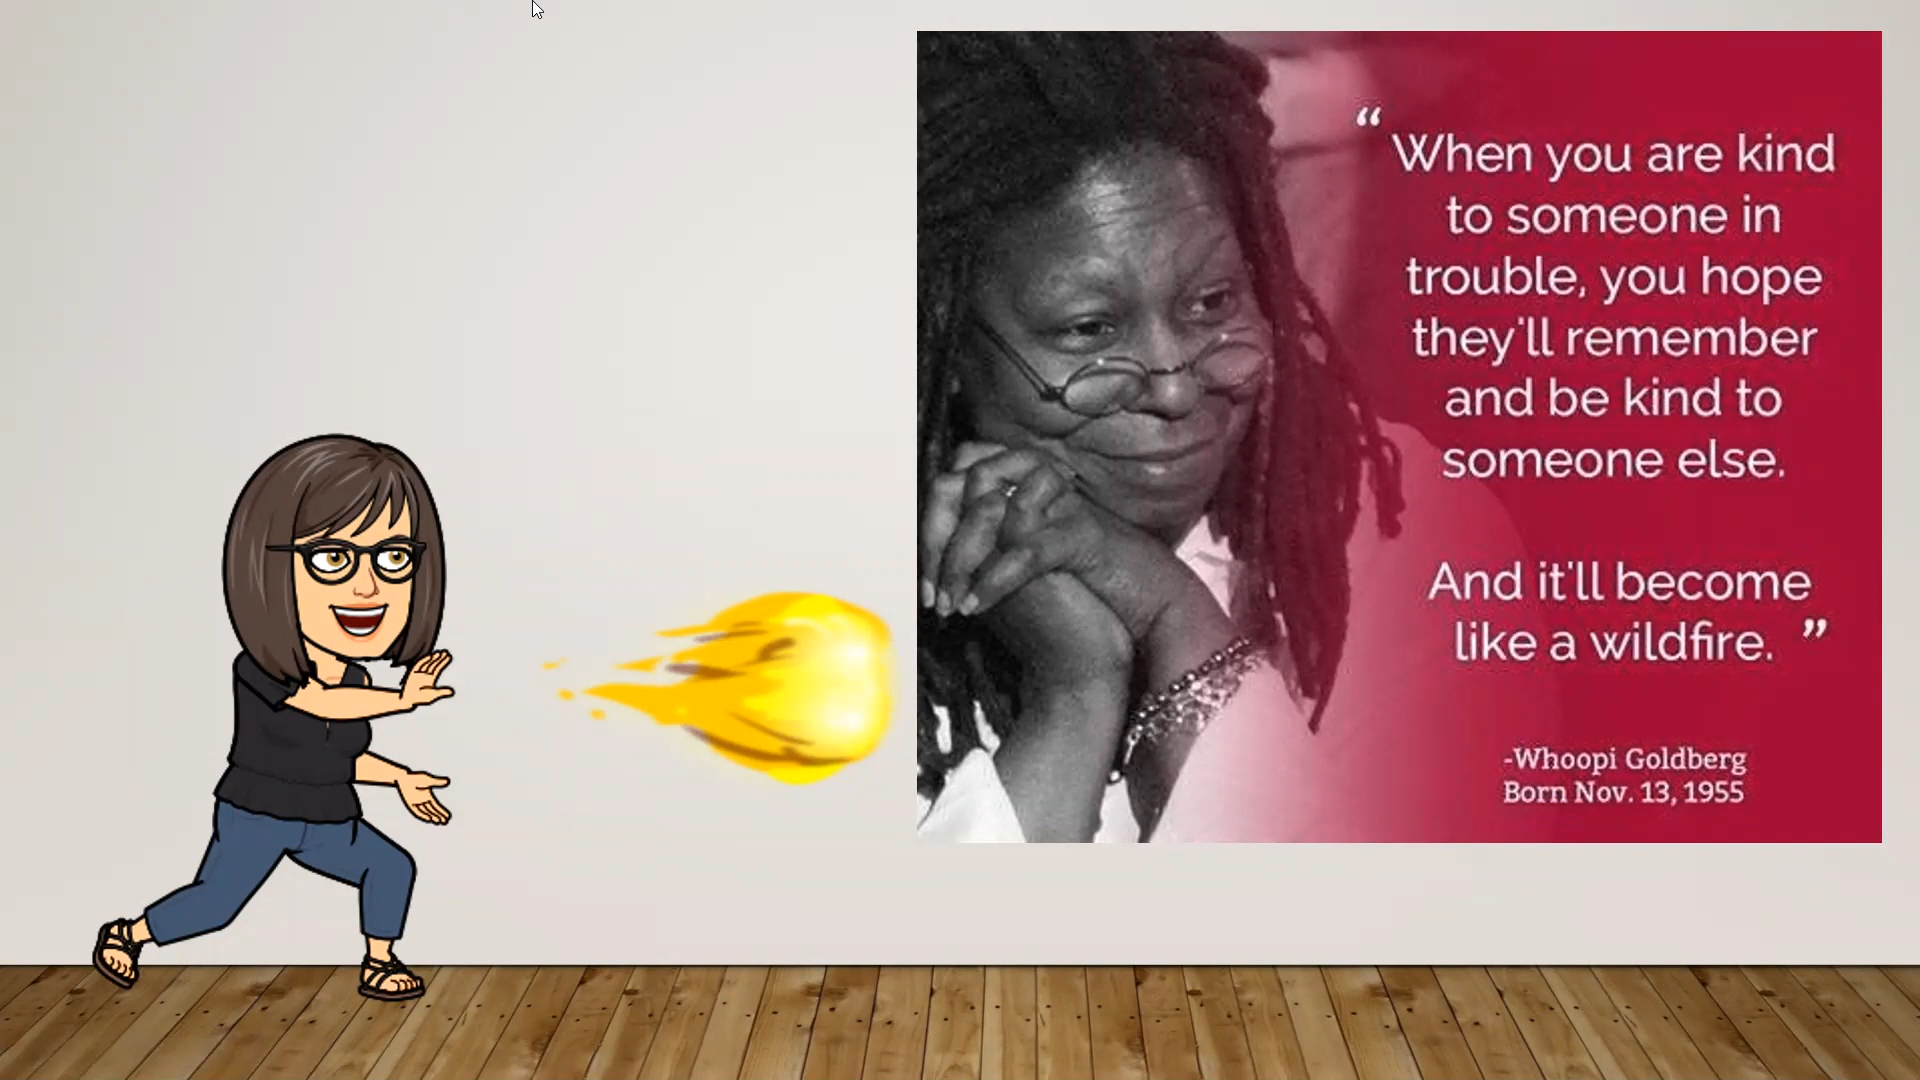 “ When you are kind
to someone in
trouble, you hope
they'll remember
and be kind to
someone else.
And it'll become
like a wildfire. ”
-Whoopi Goldberg
Born Nov. 13, 1955